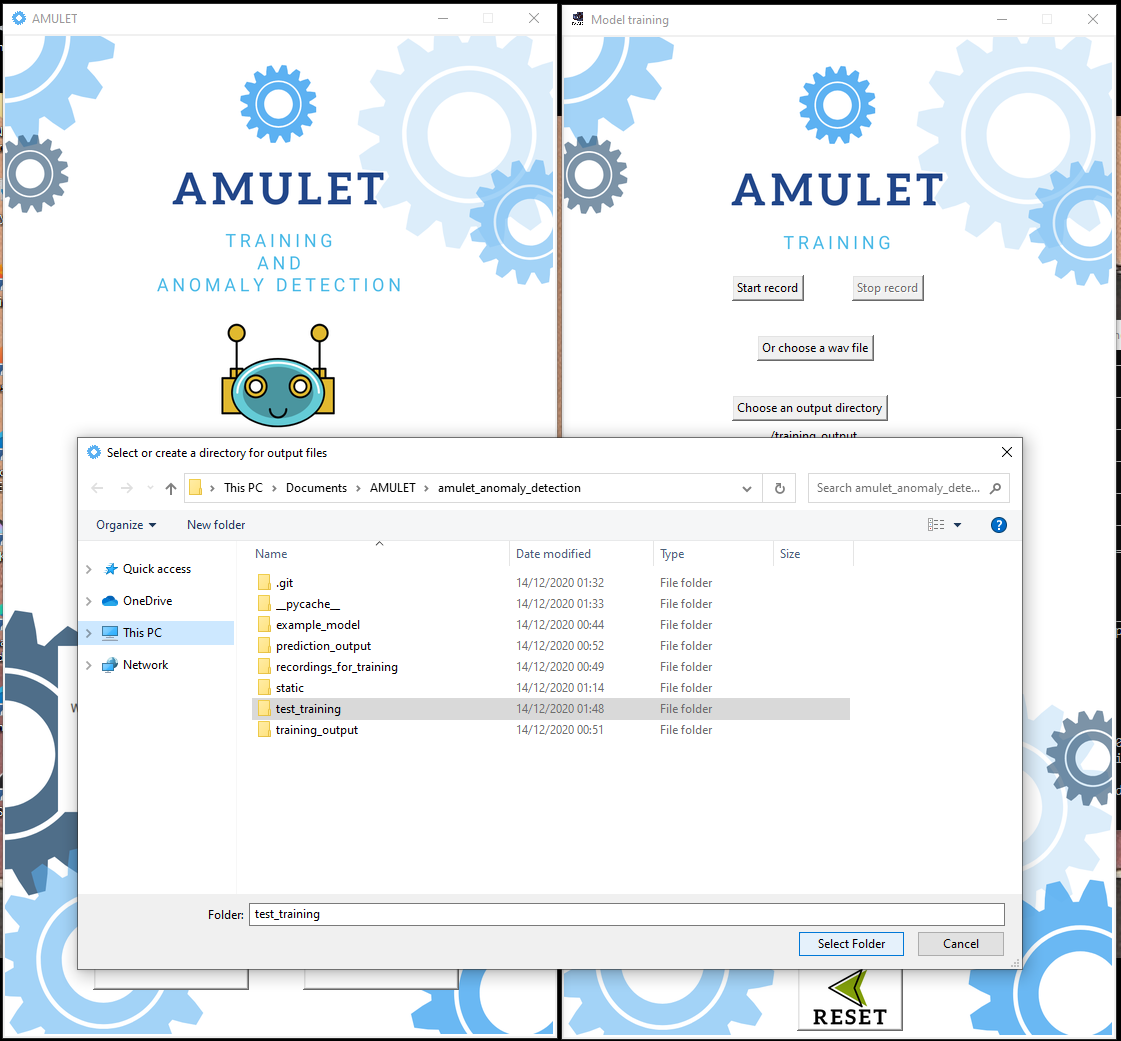 AMULET
AMULET
TRAINING
AND
ANOMALY DETECTION
Model training
AMULET
TRAINING
Start record
Stop record
Or choose a wav file
Choose an output directory
/training_output
Select or create a directory for output files
This PC > Documents > AMULET > amulet_anomaly_detection
Search amulet_anomaly_dete...
Organize
New folder
?
Quick access
OneDrive
This PC
Network
Name Date modified Type Size
.git 14/12/2020 01:32 File folder
__pycache__ 14/12/2020 01:33 File folder
example_model 14/12/2020 00:44 File folder
prediction_output 14/12/2020 00:52 File folder
recordings_for_training 14/12/2020 00:49 File folder
static 14/12/2020 01:14 File folder
test_training 14/12/2020 01:48 File folder
training_output 14/12/2020 00:51 File folder
Folder: test_training
Select Folder
Cancel
RESET